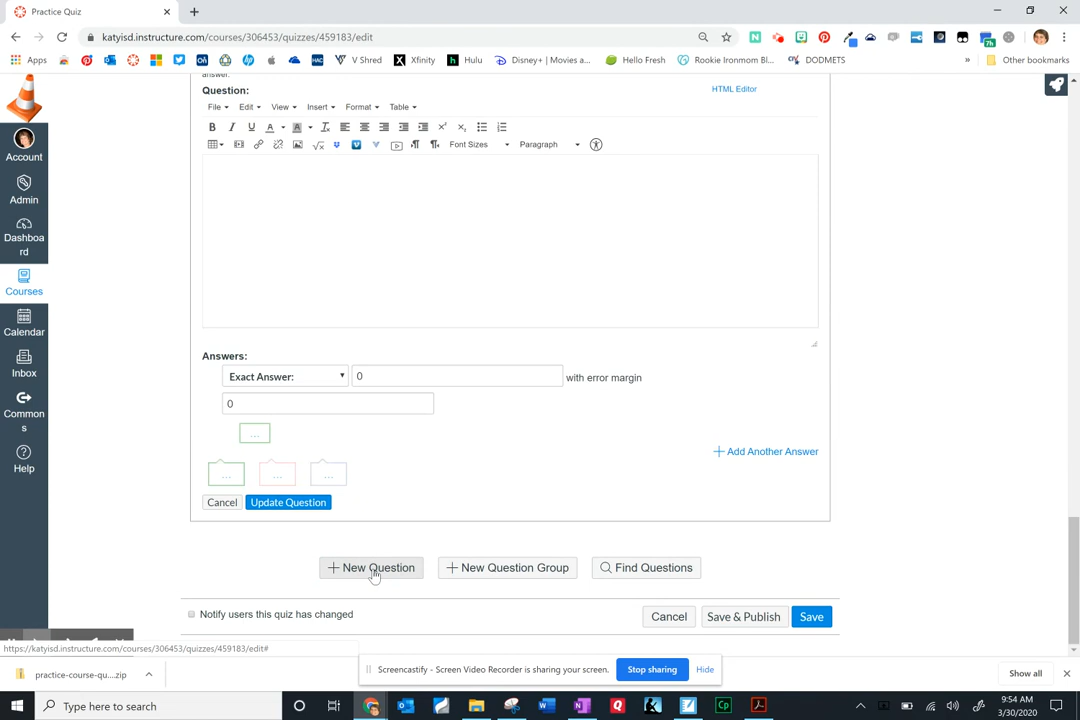 Practice Quiz
katyisd.instructure.com/courses/306453/quizzes/459183/edit
Apps
V Shred
Xfinity
Hulu
Disney+ | Movies a...
Hello Fresh
Rookie Ironmom Bl...
DODMETS
7h
»
Other bookmarks
answer.
Question:
HTML Editor
File
Edit
View
Insert
Format
Table
B I U A A
Font Sizes
Paragraph
Account
Admin
Dashboa
rd
Courses
Calendar
Inbox
Common
s
Help
Answers:
Exact Answer:
0
with error margin
0
...
+ Add Another Answer
... ... ...
Cancel
Update Question
+ New Question
+ New Question Group
Find Questions
Notify users this quiz has changed
Cancel
Save & Publish
Save
https://katyisd.instructure.com/courses/306453/quizzes/459183/edit#
practice-course-qu....zip
Screencastify - Screen Video Recorder is sharing your screen.
Stop sharing
Hide
Show all
Type here to search
9:54 AM
3/30/2020